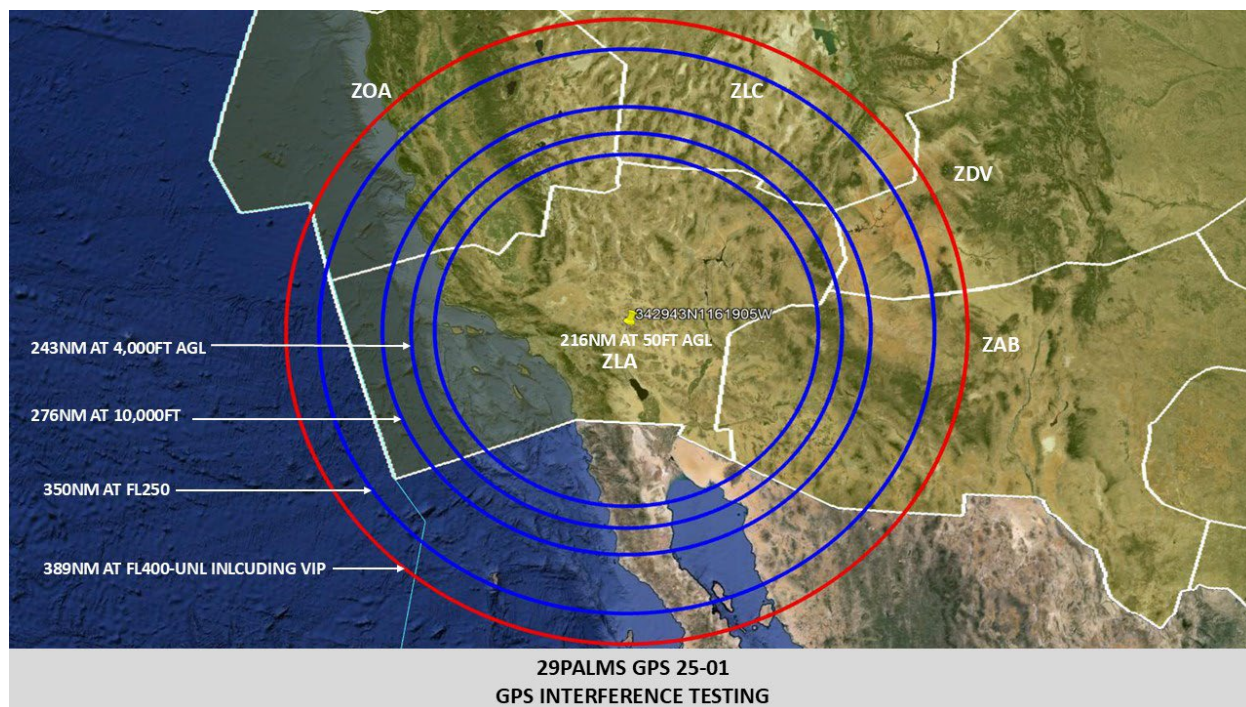 ZOA
ZLC
ZDV
342943N1161905W
216NM AT 50FT AGL
ZLA
ZAB
243NM AT 4,000FT AGL
276NM AT 10,000FT
350NM AT FL250
389NM AT FL400-UNL INLCUDING VIP
29PALMS GPS 25-01
GPS INTERFERENCE TESTING